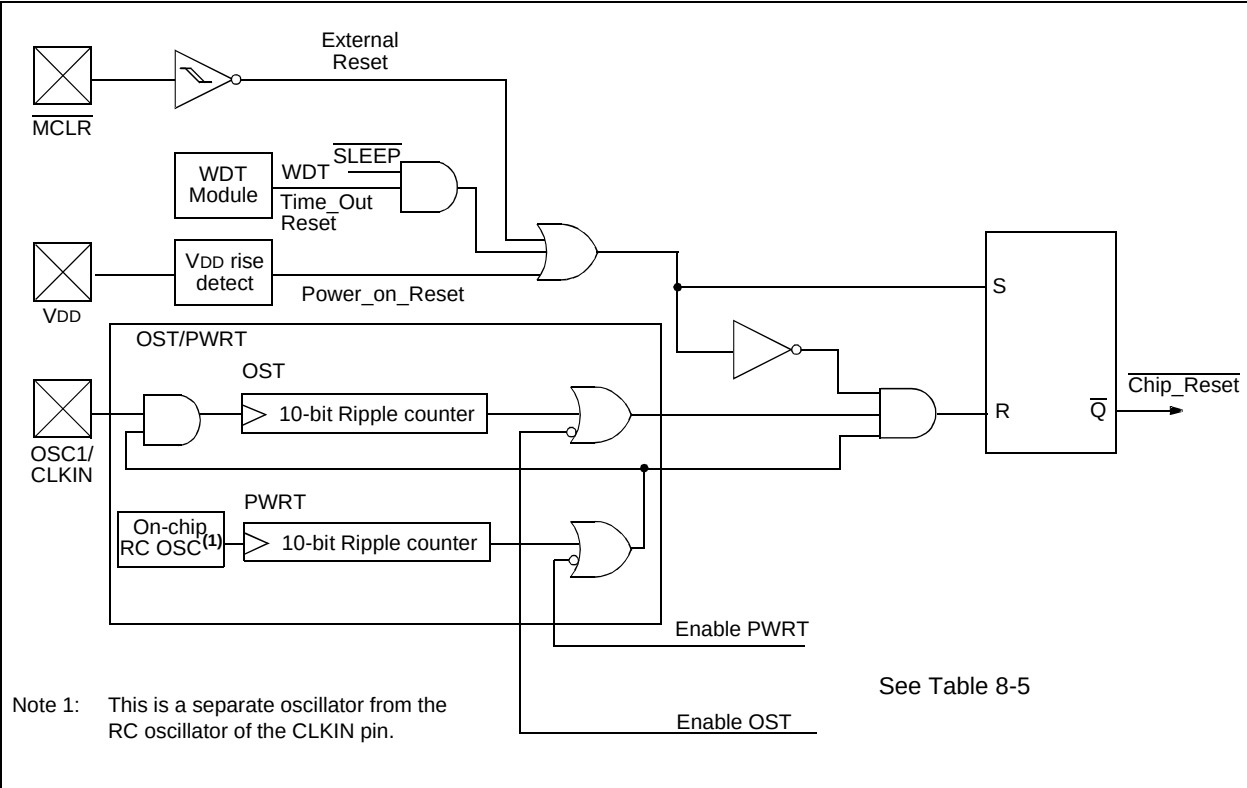 External
Reset
MCLR
SLEEP
WDT
Module
WDT
Time_Out
Reset
VDD rise
detect
Power_on_Reset
VDD
S
OST/PWRT
OST
10-bit Ripple counter
Chip_Reset
R
Q
OSC1/
CLKIN
PWRT
On-chip
RC OSC(1)
10-bit Ripple counter
Enable PWRT
See Table 8-5
Note 1: This is a separate oscillator from the
RC oscillator of the CLKIN pin.
Enable OST